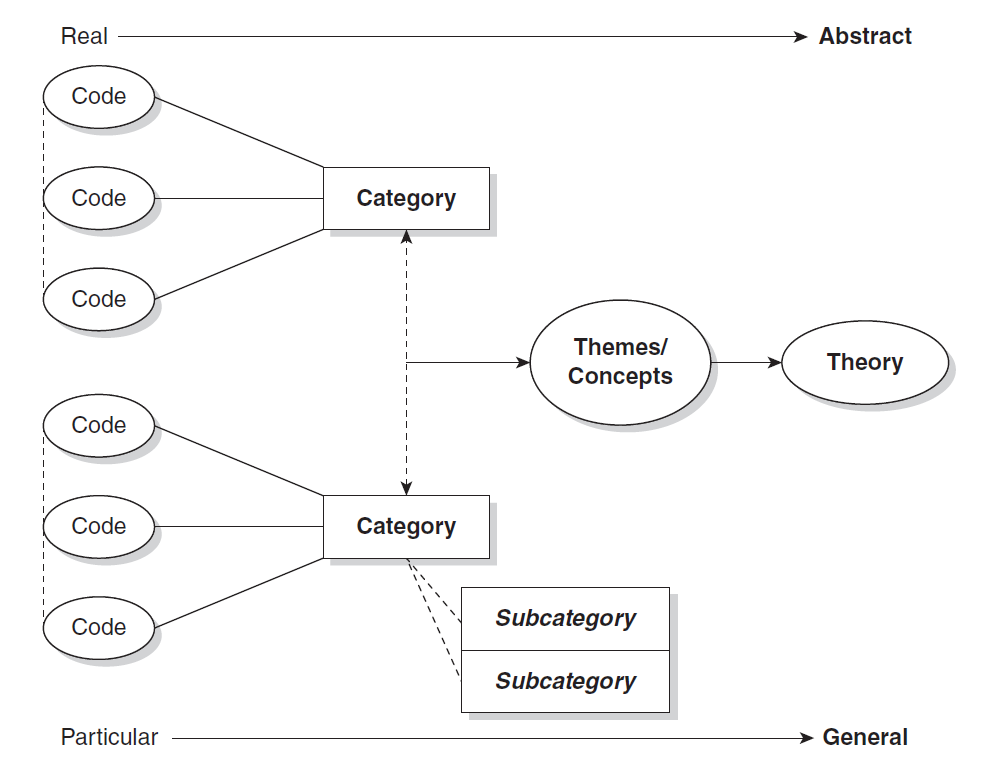 Real
Abstract
Code
Code
Category
Code
Themes/
Concepts
Theory
Code
Code
Category
Code
Subcategory
Subcategory
Particular
General